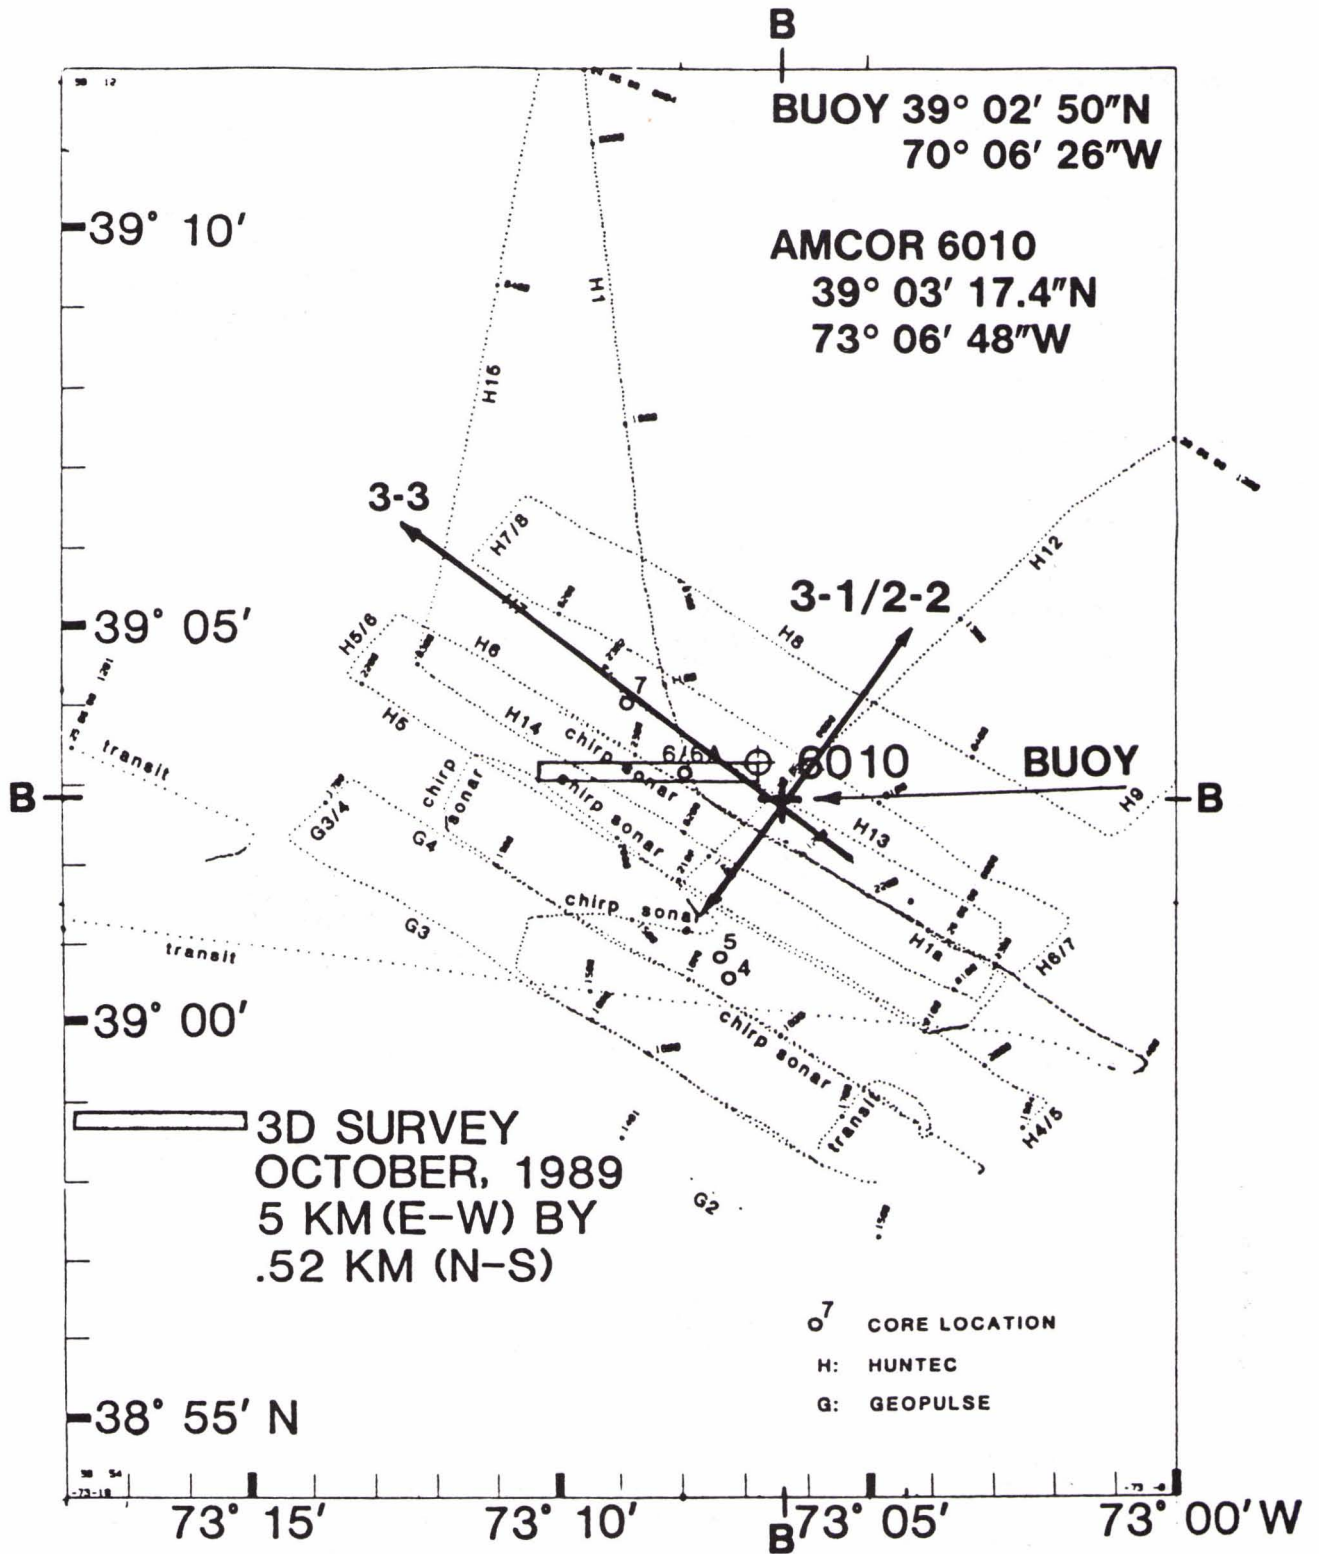 B
BUOY 39° 02' 50"N
70° 06' 26"W
AMCOR 6010
39° 03' 17.4"N
73° 06' 48"W
39° 10'
H1
H15
3-3
H7/8
H12
3-1/2-2
39° 05'
H5/6
H6
H7
H8
7
H5
H14
chirp sonar
transit
6/6A
6010
BUOY
chirp sonar
chirp sonar
B
B
H9
G3/4
G4
H13
chirp sonar
G3
5
4
H1a
H6/7
transit
39° 00'
chirp sonar
transit
H4/5
3D SURVEY
OCTOBER, 1989
5 KM (E-W) BY
.52 KM (N-S)
G2
7
CORE LOCATION
H: HUNTEC
G: GEOPULSE
38° 55' N
73° 15'
73° 10'
B
73° 05'
73° 00' W